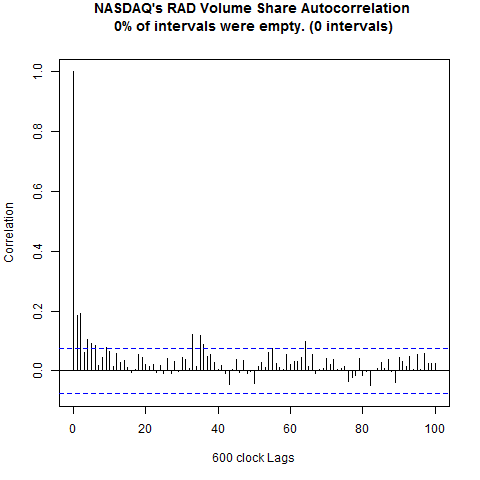 NASDAQ's RAD Volume Share Autocorrelation
0% of intervals were empty. (0 intervals)
1.0
0.8
0.6
0.4
0.2
0.0
Correlation
0 20 40 60 80 100
600 clock Lags